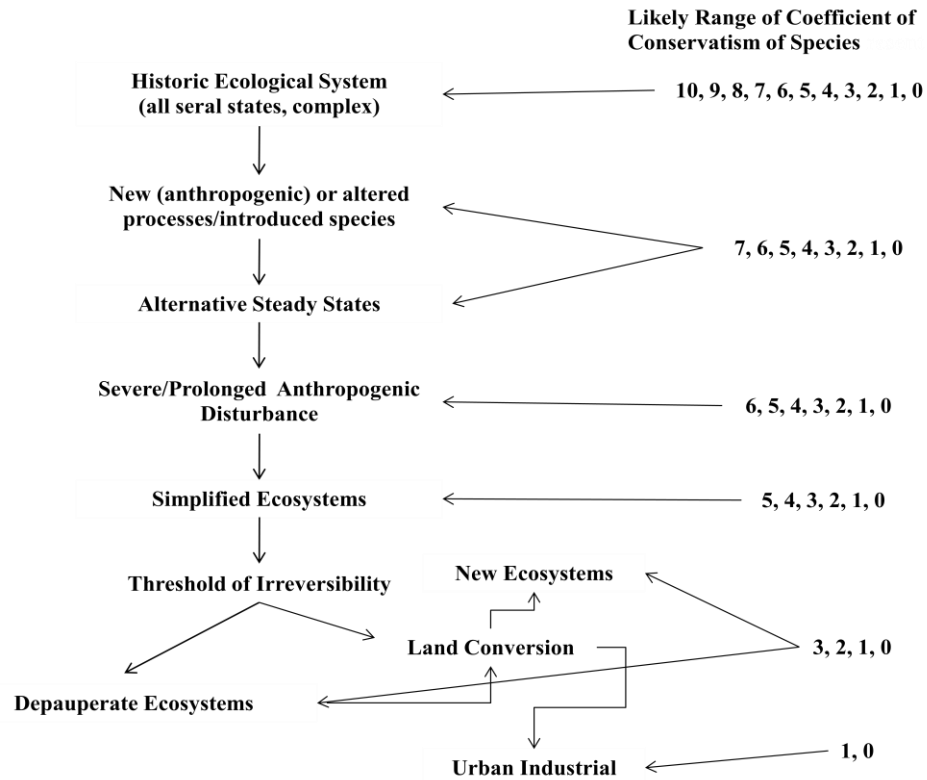 Likely Range of Coefficient of
Conservatism of Species
Historic Ecological System
(all seral states, complex)
10, 9, 8, 7, 6, 5, 4, 3, 2, 1, 0
New (anthropogenic) or altered
processes/introduced species
7, 6, 5, 4, 3, 2, 1, 0
Alternative Steady States
Severe/Prolonged Anthropogenic
Disturbance
6, 5, 4, 3, 2, 1, 0
Simplified Ecosystems
5, 4, 3, 2, 1, 0
Threshold of Irreversibility
New Ecosystems
Land Conversion
3, 2, 1, 0
Depauperate Ecosystems
Urban Industrial
1, 0